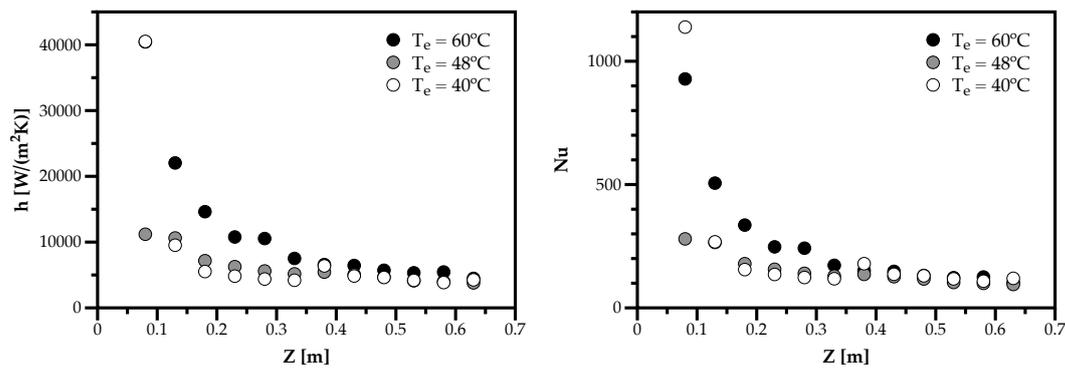 h [W/(m²K)]
40000
30000
20000
10000
0
0 0.1 0.2 0.3 0.4 0.5 0.6 0.7
Z [m]
Tₑ = 60ºC
Tₑ = 48ºC
Tₑ = 40ºC
Nu
1000
500
0
0 0.1 0.2 0.3 0.4 0.5 0.6 0.7
Z [m]
Tₑ = 60ºC
Tₑ = 48ºC
Tₑ = 40ºC